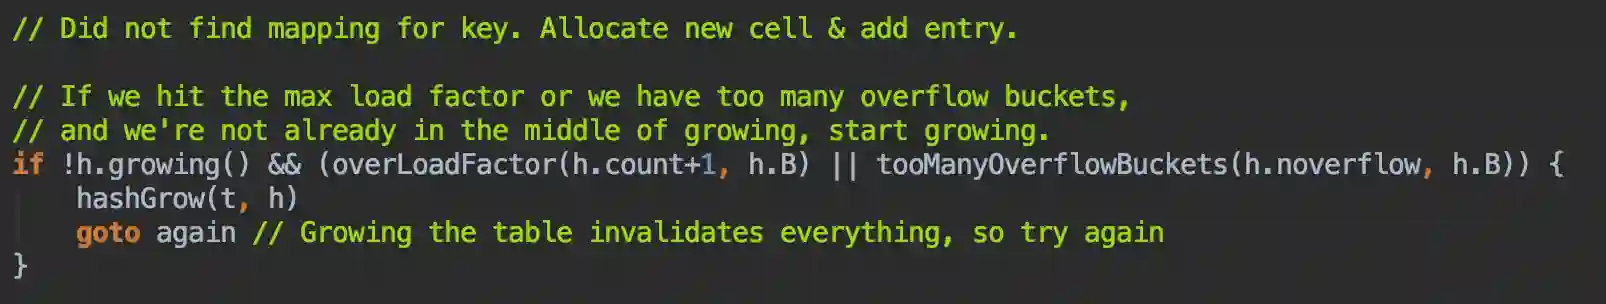 // Did not find mapping for key. Allocate new cell & add entry.
// If we hit the max load factor or we have too many overflow buckets,
// and we're not already in the middle of growing, start growing.
if !h.growing() && (overLoadFactor(h.count+1, h.B) || tooManyOverflowBuckets(h.noverflow, h.B)) {
    hashGrow(t, h)
    goto again // Growing the table invalidates everything, so try again
}